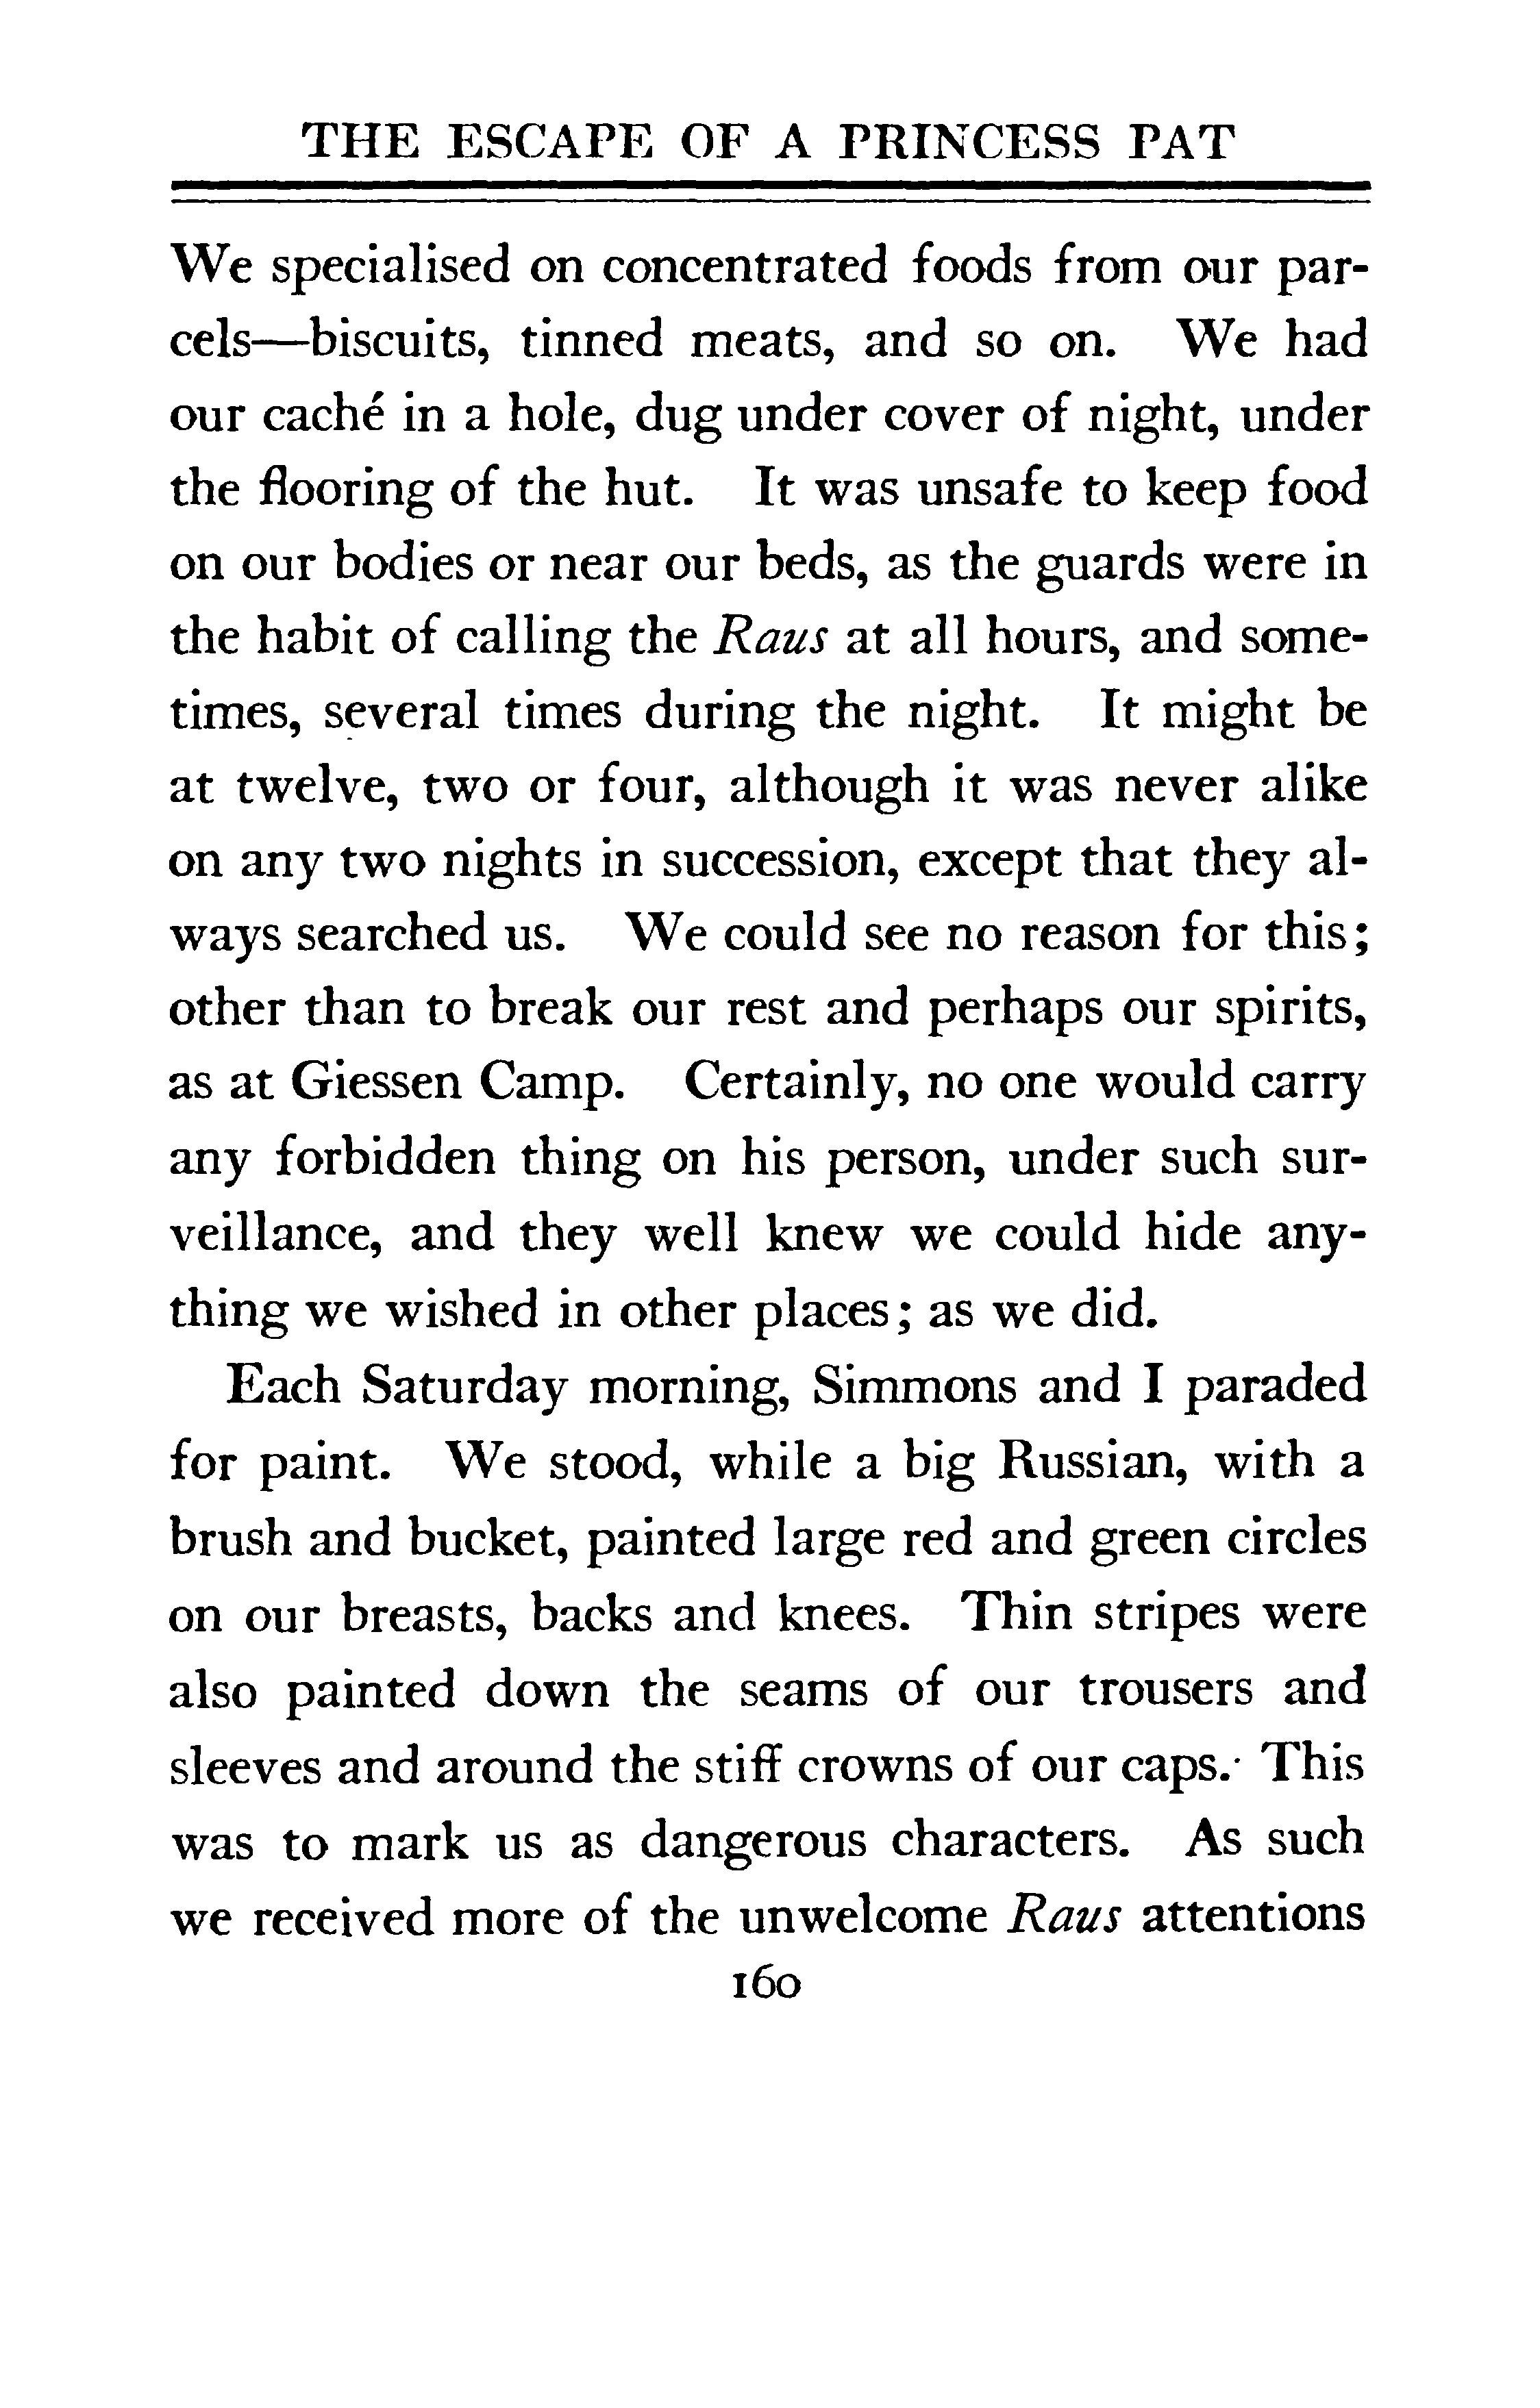 THE ESCAPE OF A PRINCESS PAT
We specialised on concentrated foods from our par-
cels—biscuits, tinned meats, and so on. We had
our caché in a hole, dug under cover of night, under
the flooring of the hut. It was unsafe to keep food
on our bodies or near our beds, as the guards were in
the habit of calling the Raus at all hours, and some-
times, several times during the night. It might be
at twelve, two or four, although it was never alike
on any two nights in succession, except that they al-
ways searched us. We could see no reason for this;
other than to break our rest and perhaps our spirits,
as at Giessen Camp. Certainly, no one would carry
any forbidden thing on his person, under such sur-
veillance, and they well knew we could hide any-
thing we wished in other places; as we did.
Each Saturday morning, Simmons and I paraded
for paint. We stood, while a big Russian, with a
brush and bucket, painted large red and green circles
on our breasts, backs and knees. Thin stripes were
also painted down the seams of our trousers and
sleeves and around the stiff crowns of our caps. This
was to mark us as dangerous characters. As such
we received more of the unwelcome Raus attentions
160